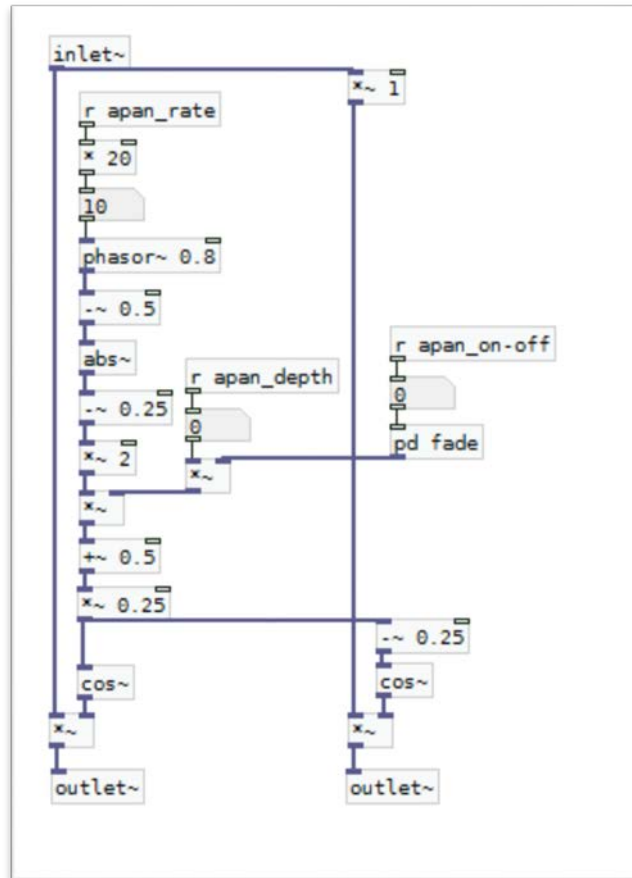 inlet~
*~ 1
r apan_rate
* 20
10
phasor~ 0.8
-~ 0.5
abs~
r apan_on-off
r apan_depth
0
-~ 0.25
0
*~ 2
pd fade
*~
*~
+~ 0.5
*~ 0.25
-~ 0.25
cos~
cos~
*~
*~
outlet~
outlet~